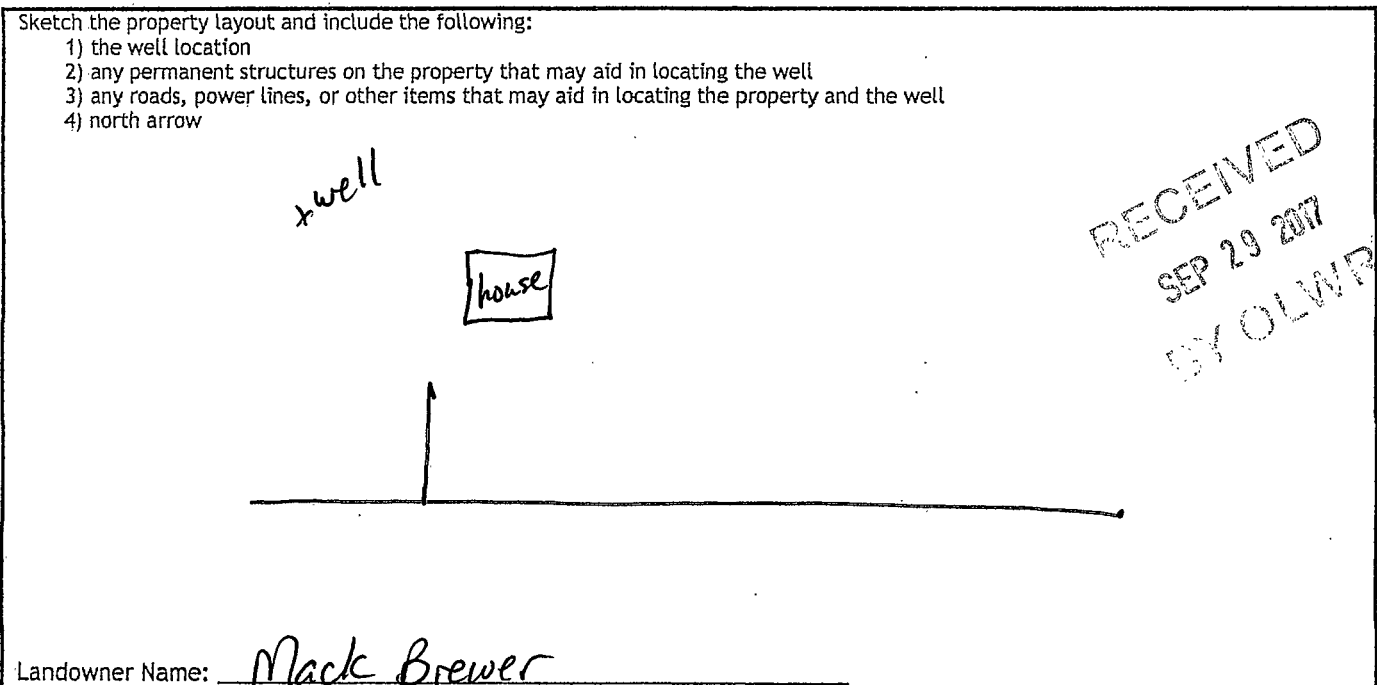 Sketch the property layout and include the following:
1) the well location
2) any permanent structures on the property that may aid in locating the well
3) any roads, power lines, or other items that may aid in locating the property and the well
4) north arrow
x well
house
RECEIVED
SEP 29 2017
BY OLWR
Landowner Name: Mack Brewer